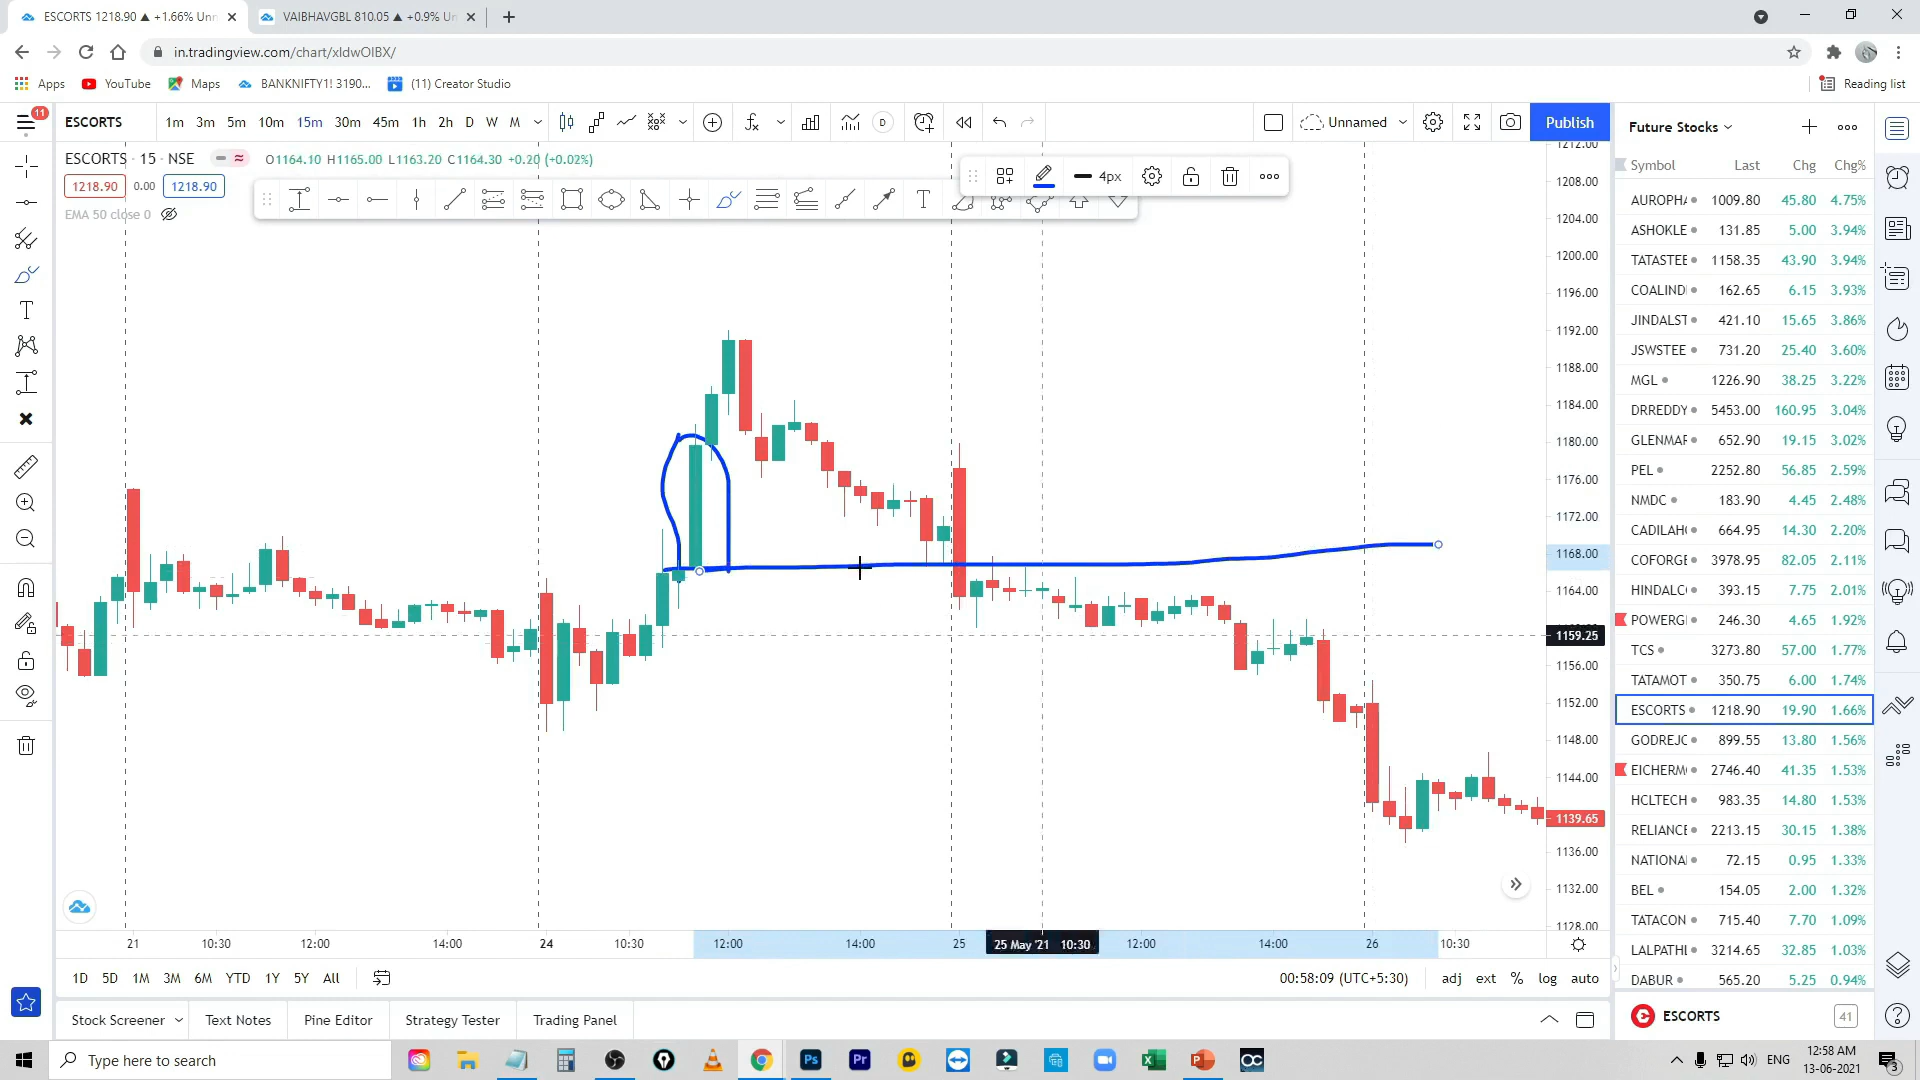 ESCORTS 1218.90 ▲ +1.66% Unn
VAIBHAVGBL 810.05 ▲ +0.9% Un
in.tradingview.com/chart/xIdwOIBX/
Apps YouTube Maps BANKNIFTY1! 3190... (11) Creator Studio Reading list
11
ESCORTS 1m 3m 5m 10m 15m 30m 45m 1h 2h D W M D Unnamed Publish
ESCORTS · 15 · NSE O1164.10 H1165.00 L1163.20 C1164.30 +0.20 (+0.02%)
1218.90 0.00 1218.90
EMA 50 close 0
4px
1212.00
1208.00
1204.00
1200.00
1196.00
1192.00
1188.00
1184.00
1180.00
1176.00
1172.00
1168.00
1164.00
1159.25
1156.00
1152.00
1148.00
1144.00
1139.65
1136.00
1132.00
1128.00
21 10:30 12:00 14:00 24 10:30 12:00 14:00 25 25 May '21 10:30 12:00 14:00 26 10:30
1D 5D 1M 3M 6M YTD 1Y 5Y All 00:58:09 (UTC+5:30) adj ext % log auto
Stock Screener Text Notes Pine Editor Strategy Tester Trading Panel
Future Stocks
Symbol Last Chg Chg%
AUROPHA 1009.80 45.80 4.75%
ASHOKLE 131.85 5.00 3.94%
TATASTEE 1158.35 43.90 3.94%
COALIND 162.65 6.15 3.93%
JINDALST 421.10 15.65 3.86%
JSWSTEE 731.20 25.40 3.60%
MGL 1226.90 38.25 3.22%
DRREDDY 5453.00 160.95 3.04%
GLENMAR 652.90 19.15 3.02%
PEL 2252.80 56.85 2.59%
NMDC 183.90 4.45 2.48%
CADILAH 664.95 14.30 2.20%
COFORGE 3978.95 82.05 2.11%
HINDALC 393.15 7.75 2.01%
POWERG 246.30 4.65 1.92%
TCS 3273.80 57.00 1.77%
TATAMOT 350.75 6.00 1.74%
ESCORTS 1218.90 19.90 1.66%
GODREJC 899.55 13.80 1.56%
EICHERM 2746.40 41.35 1.53%
HCLTECH 983.35 14.80 1.53%
RELIANCE 2213.15 30.15 1.38%
NATIONA 72.15 0.95 1.33%
BEL 154.05 2.00 1.32%
TATACON 715.40 7.70 1.09%
LALPATHI 3214.65 32.85 1.03%
DABUR 565.20 5.25 0.94%
ESCORTS 41
Type here to search
ENG 12:58 AM
13-06-2021
3